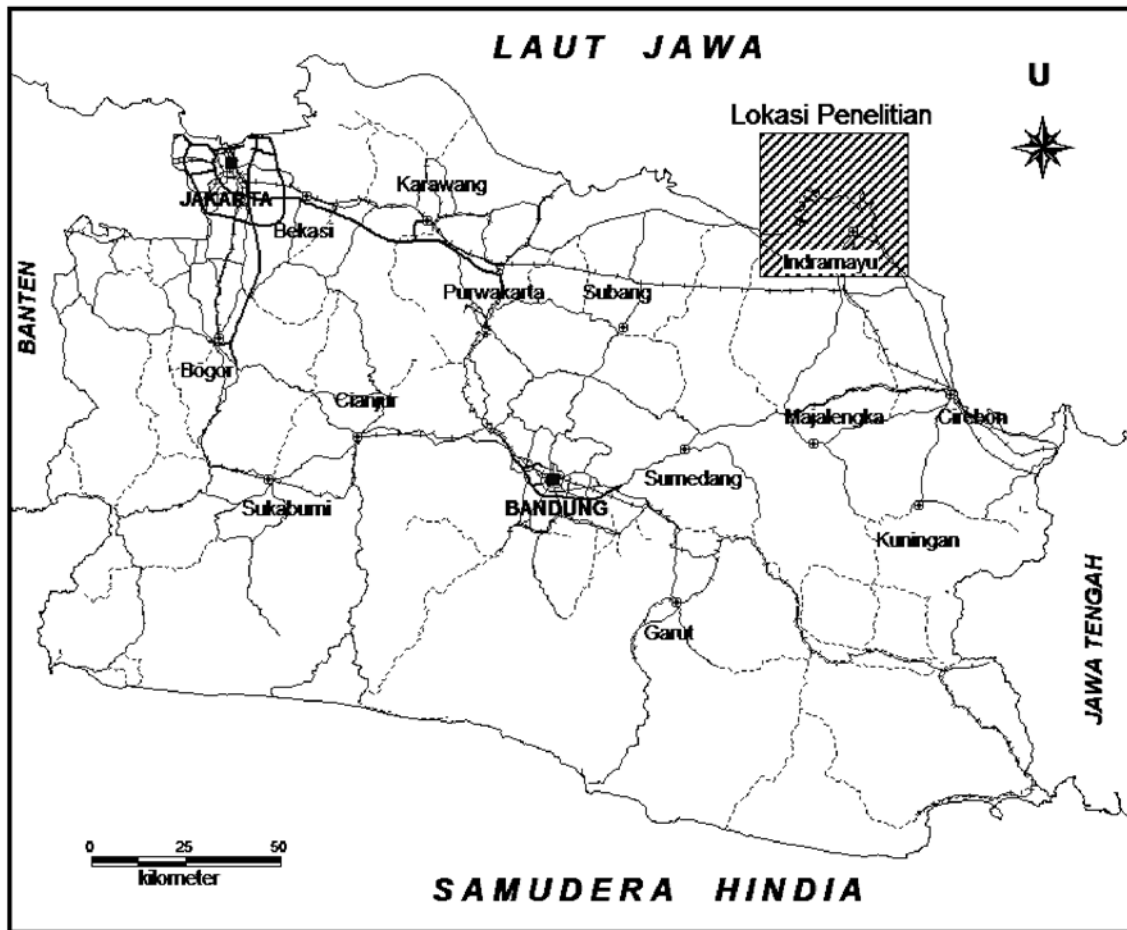 LAUT JAWA
U
Lokasi Penelitian
JAKARTA
Karawang
Bekasi
Indramayu
BANTEN
Purwakarta
Subang
Bogor
Cianjur
Majalengka
Cirebon
Sumedang
Sukabumi
BANDUNG
Kuningan
Garut
JAWA TENGAH
0 25 50
kilometer
SAMUDERA HINDIA